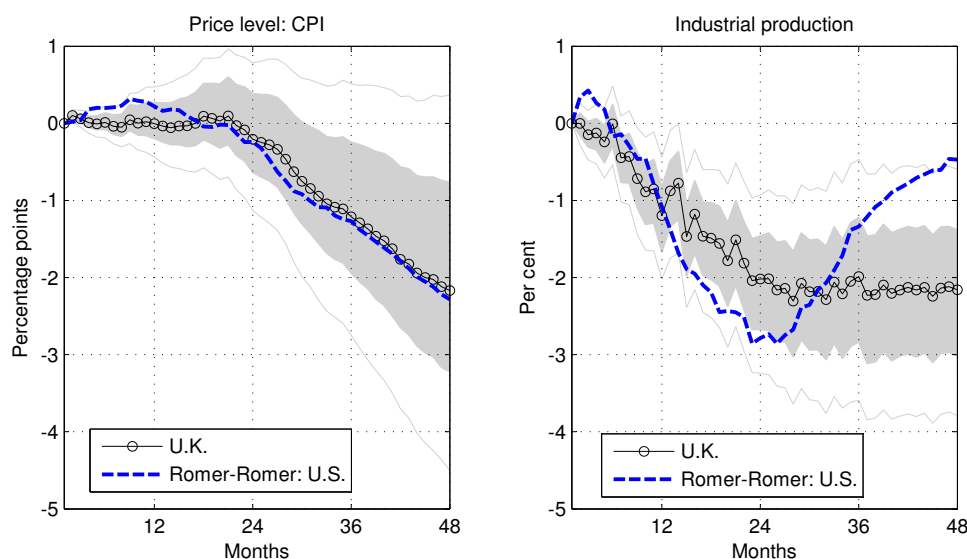 Price level: CPI
Percentage points
1
0
-1
-2
-3
-4
-5
12
24
36
48
Months
U.K.
Romer-Romer: U.S.
Industrial production
Per cent
1
0
-1
-2
-3
-4
-5
12
24
36
48
Months
U.K.
Romer-Romer: U.S.